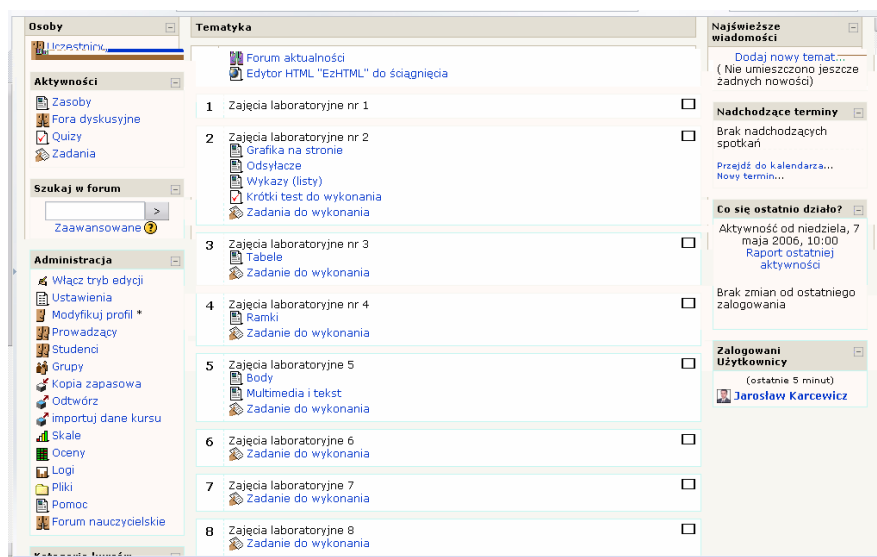 Osoby
Uczestnicy
Aktywności
Zasoby
Fora dyskusyjne
Quizy
Zadania
Szukaj w forum
>
Zaawansowane ?
Administracja
Włącz tryb edycji
Ustawienia
Modyfikuj profil *
Prowadzący
Studenci
Grupy
Kopia zapasowa
Odtwórz
importuj dane kursu
Skale
Oceny
Logi
Pliki
Pomoc
Forum nauczycielskie
Kategorie kursów
Tematyka
Forum aktualności
Edytor HTML "EzHTML" do ściągnięcia
1 Zajęcia laboratoryjne nr 1
2 Zajęcia laboratoryjne nr 2
Grafika na stronie
Odsyłacze
Wykazy (listy)
Krótki test do wykonania
Zadania do wykonania
3 Zajęcia laboratoryjne nr 3
Tabele
Zadanie do wykonania
4 Zajęcia laboratoryjne nr 4
Ramki
Zadanie do wykonania
5 Zajęcia laboratoryjne 5
Body
Multimedia i tekst
Zadanie do wykonania
6 Zajęcia laboratoryjne 6
Zadanie do wykonania
7 Zajęcia laboratoryjne 7
Zadanie do wykonania
8 Zajęcia laboratoryjne 8
Zadanie do wykonania
Najświeższe
wiadomości
Dodaj nowy temat...
( Nie umieszczono jeszcze
żadnych nowości)
Nadchodzące terminy
Brak nadchodzących
spotkań
Przejdź do kalendarza...
Nowy termin...
Co się ostatnio działo?
Aktywność od niedziela, 7
maja 2006, 10:00
Raport ostatniej
aktywności
Brak zmian od ostatniego
zalogowania
Zalogowani
Użytkownicy
(ostatnie 5 minut)
Jarosław Karcewicz